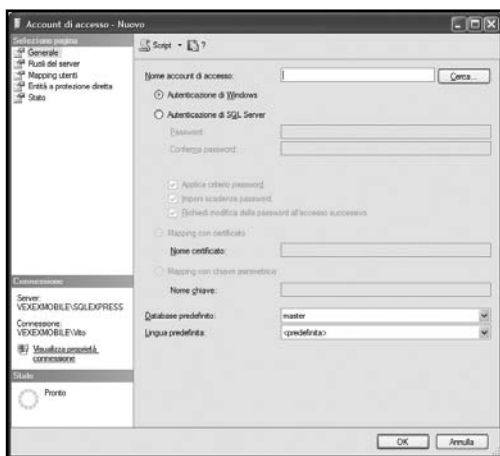 Account di accesso - Nuovo
Selezione pagina
Generale
Ruoli del server
Mapping utenti
Entità a protezione diretta
Stato
Script
Nome account di accesso:
Cerca...
Autenticazione di Windows
Autenticazione di SQL Server
Password:
Conferma password:
Applica criterio password
Imponi scadenza password
Richiedi modifica della password all'accesso successivo
Mapping con certificato
Nome certificato:
Mapping con chiave asimmetrica
Nome chiave:
Database predefinito:
master
Lingua predefinita:
<predefinita>
Connessione
Server:
VEXEXMOBILE\SQLEXPRESS
Connessione:
VEXEXMOBILE\Vito
Visualizza proprietà
connessione
Stato
Pronto
OK
Annulla